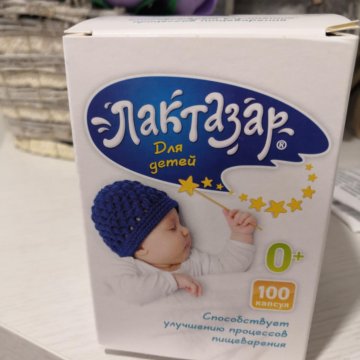 Лактазар®
Для
детей
0+
100
капсул
Способствует
улучшению процессов
пищеварения